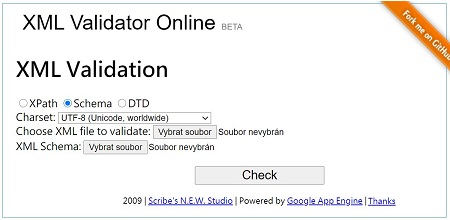 XML Validator Online BETA
Fork me on GitHub
XML Validation
XPath Schema DTD
Charset: UTF-8 (Unicode, worldwide)
Choose XML file to validate: Vybrat soubor Soubor nevybrán
XML Schema: Vybrat soubor Soubor nevybrán
Check
2009 | Scribe's N.E.W. Studio | Powered by Google App Engine | Thanks